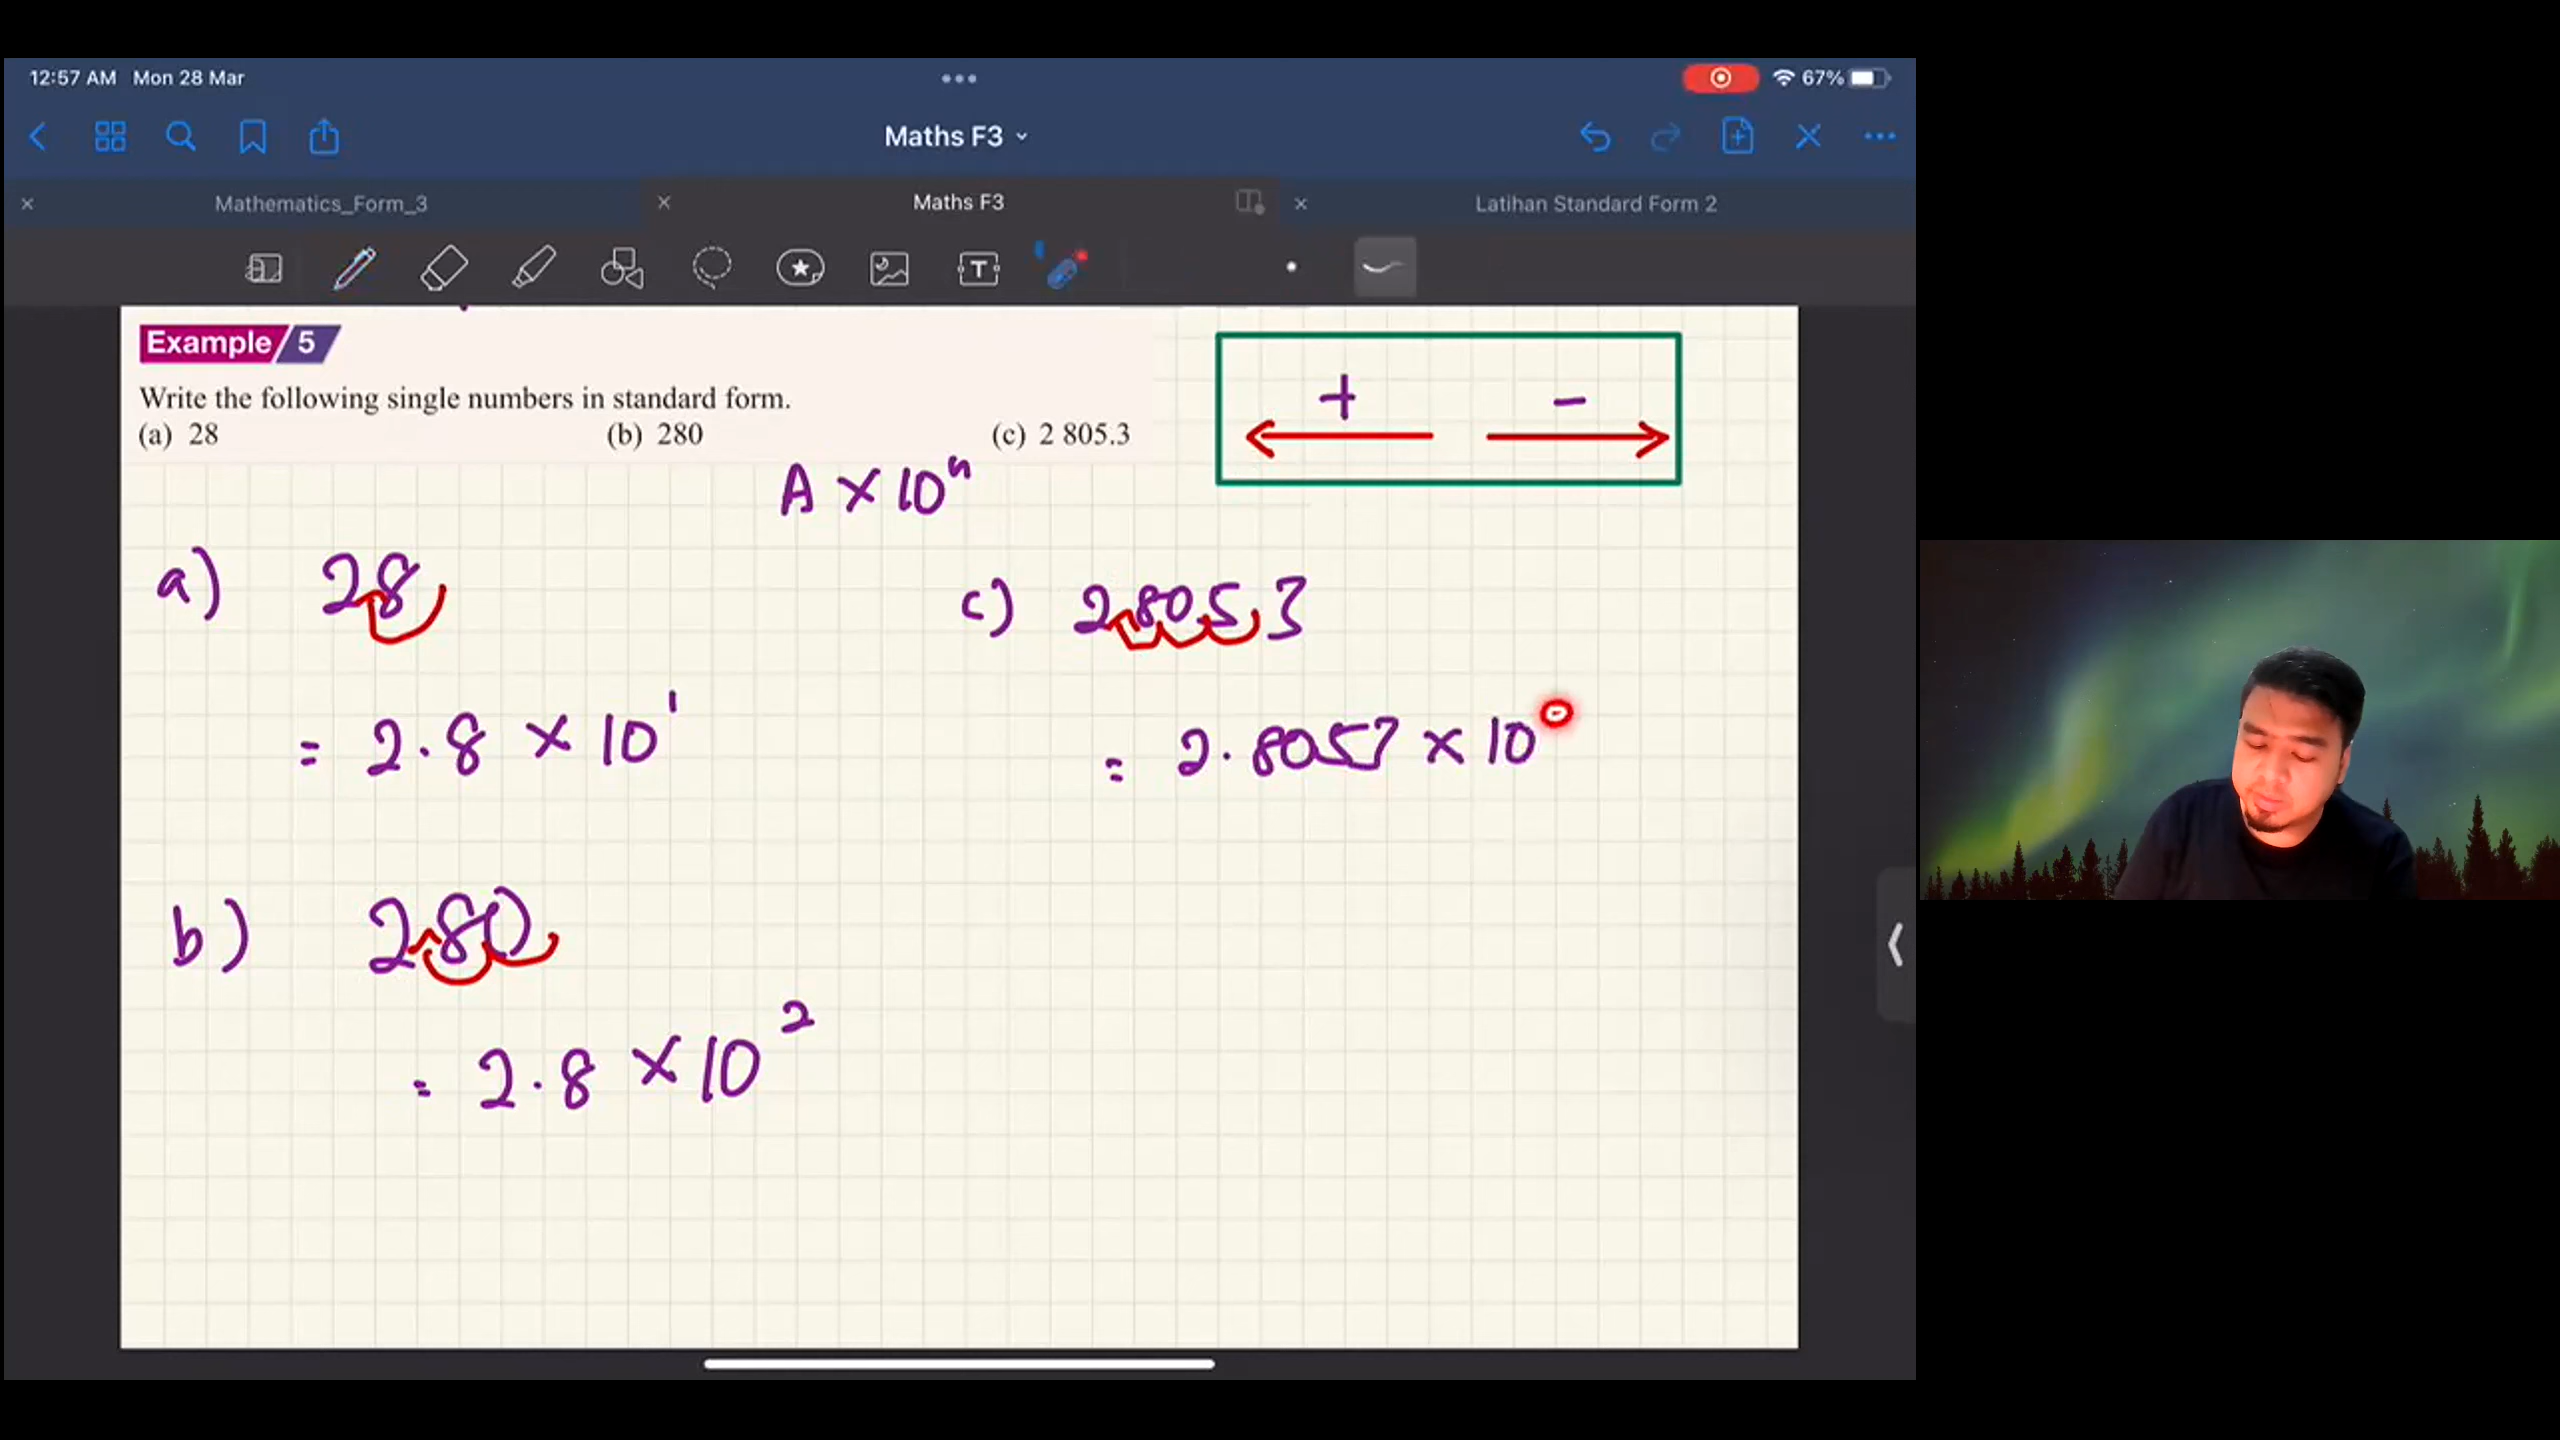 12:57 AM Mon 28 Mar
67%
Maths F3
Mathematics_Form_3
Maths F3
Latihan Standard Form 2
T
Example 5
Write the following single numbers in standard form.
(a) 28 (b) 280 (c) 2 805.3
+ -
A × 10ⁿ
a) 28
= 2.8 × 10¹
b) 280
= 2.8 × 10²
c) 2805.3
= 2.8053 × 10